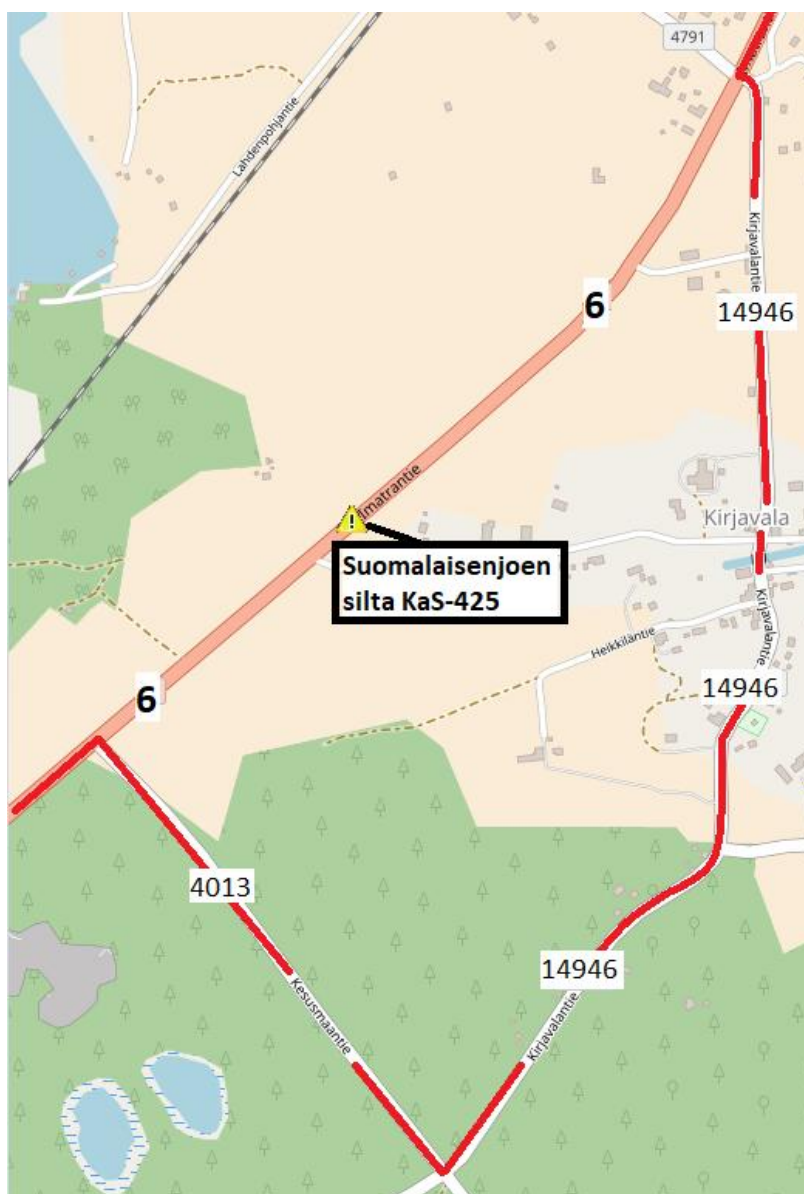 4791
Lahdenpohjantie
Kirjavalantie
6
14946
Imatrantie
Kirjavala
Suomalaisenjoen
silta KaS-425
Kirjavalantie
Heikkiläntie
14946
6
4013
14946
Kesusmaantie
Kirjavalantie